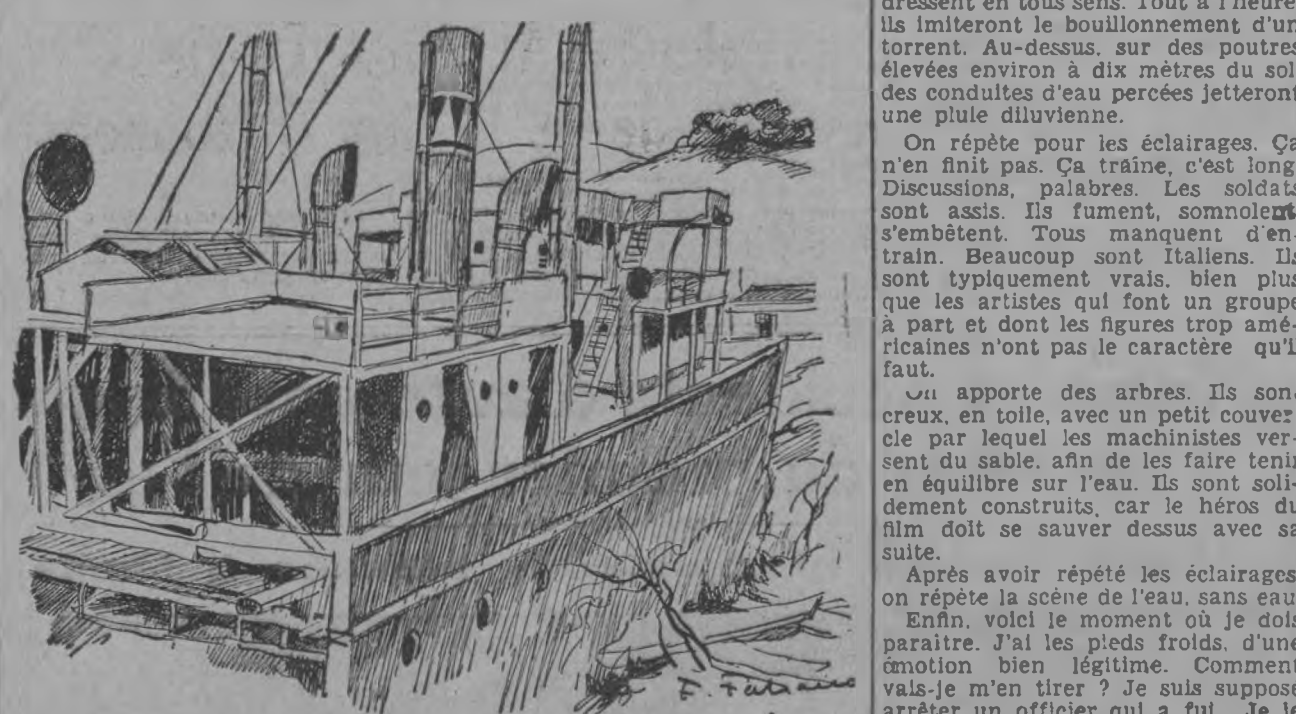 F. Fabiano
dressent en tous sens. Tout à l'heure,
ils imiteront le bouillonnement d'un
torrent. Au-dessus, sur des poutres
élevées environ à dix mètres du sol
des conduites d'eau percées jetteront
une pluie diluvienne.
On répète pour les éclairages. Ça
n'en finit pas. Ça traîne, c'est long
Discussions, palabres. Les soldats
sont assis. Ils fument, somnolent
s'embêtent. Tous manquent d'en-
train. Beaucoup sont Italiens. Ils
sont typiquement vrais, bien plus
que les artistes qui font un groupe
à part et dont les figures trop amé-
ricaines n'ont pas le caractère qu'il
faut.
On apporte des arbres. Ils son
creux, en toile, avec un petit couver
cle par lequel les machinistes ver-
sent du sable, afin de les faire tenir
en équilibre sur l'eau. Ils sont soli-
dement construits, car le héros du
film doit se sauver dessus avec sa
suite.
Après avoir répété les éclairages
on répète la scène de l'eau, sans eau
Enfin, voici le moment où je dois
paraître. J'ai les pieds froids, d'une
émotion bien légitime. Comment
vais-je m'en tirer ? Je suis supposé
arrêter un officier qui a fui. Je le